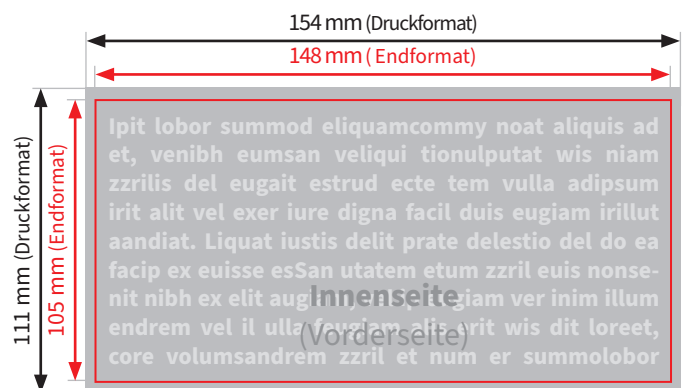 154 mm (Druckformat)
148 mm ( Endformat)
111 mm (Druckformat)
105 mm (Endformat)
Ipit lobor summod eliquamcommy noat aliquis ad
et, venibh eumsan veliqui tionulputat wis niam
zzrilis del eugait estrud ecte tem vulla adipsum
irit alit vel exer iure digna facil duis eugiam irillut
aandiat. Liquat iustis delit prate delestio del do ea
facip ex euisse esSan utatem etum zzril euis nonse-
nit nibh ex elit giam ver inim illum
Innenseite
endrem vel il ulla wis dit loreet,
(Vorderseite)
core volumsandrem zzril et num er summolobor